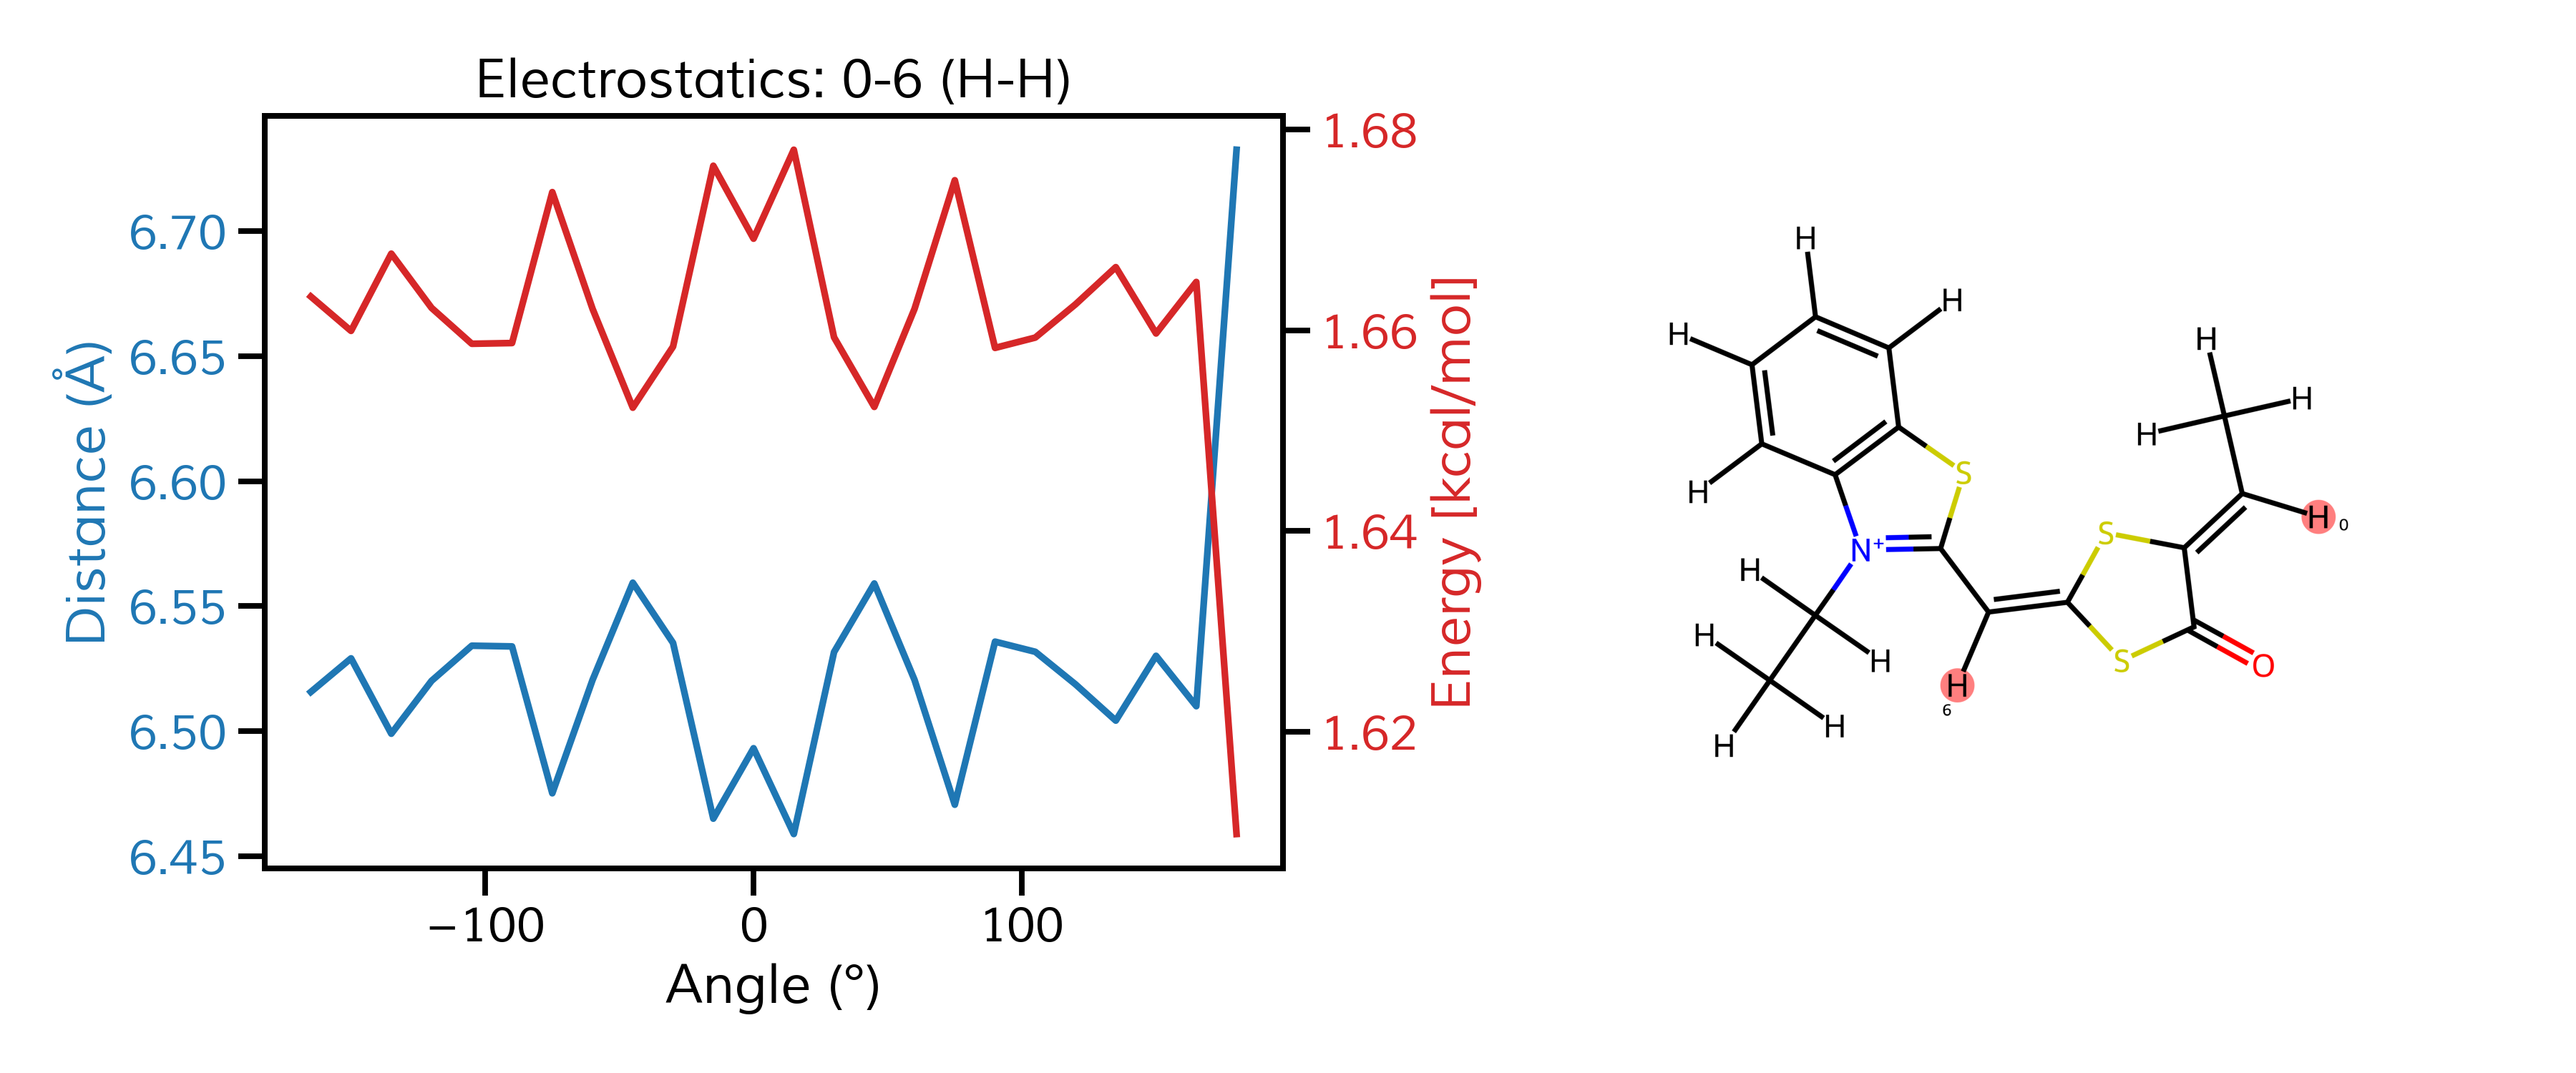 Electrostatics: 0-6 (H-H)
Distance (Å)
6.70
6.65
6.60
6.55
6.50
6.45
1.68
1.66
1.64
1.62
Energy [kcal/mol]
−100 0 100
Angle (°)
H
H
H
H
H
H
H
S
H
S
H 0
N⁺
H
H
H
S
O
H 6
H
H